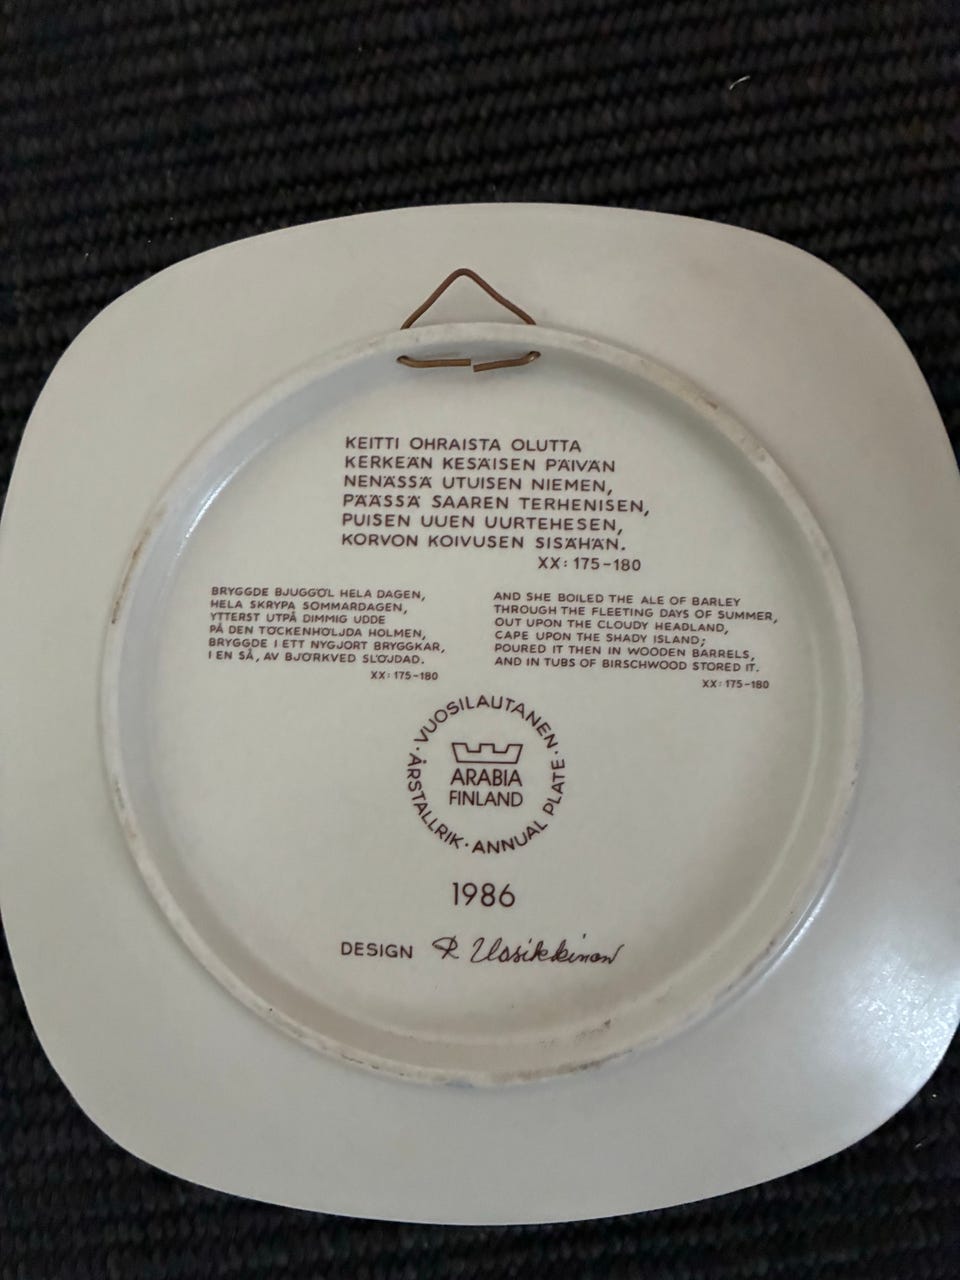 KEITTI OHRAISTA OLUTTA
KERKEÄN KESÄISEN PÄIVÄN
NENÄSSÄ UTUISEN NIEMEN,
PÄÄSSÄ SAAREN TERHENISEN,
PUISEN UUEN UURTEHESEN,
KORVON KOIVUSEN SISÄHÄN.
XX: 175-180
BRYGGDE BJUGGÖL HELA DAGEN,
HELA SKRYPA SOMMARDAGEN,
YTTERST UTPÅ DIMMIG UDDE
PÅ DEN TÖCKENHÖLJDA HOLMEN,
BRYGGDE I ETT NYGJORT BRYGGKAR,
I EN SÅ, AV BJÖRKVED SLÖJDAD.
XX: 175-180
AND SHE BOILED THE ALE OF BARLEY
THROUGH THE FLEETING DAYS OF SUMMER,
OUT UPON THE CLOUDY HEADLAND,
CAPE UPON THE SHADY ISLAND;
POURED IT THEN IN WOODEN BARRELS,
AND IN TUBS OF BIRSCHWOOD STORED IT.
XX: 175-180
· VUOSILAUTANEN · ANNUAL PLATE · ÅRSTALLRIK
ARABIA
FINLAND
1986
DESIGN R Uosikkinen